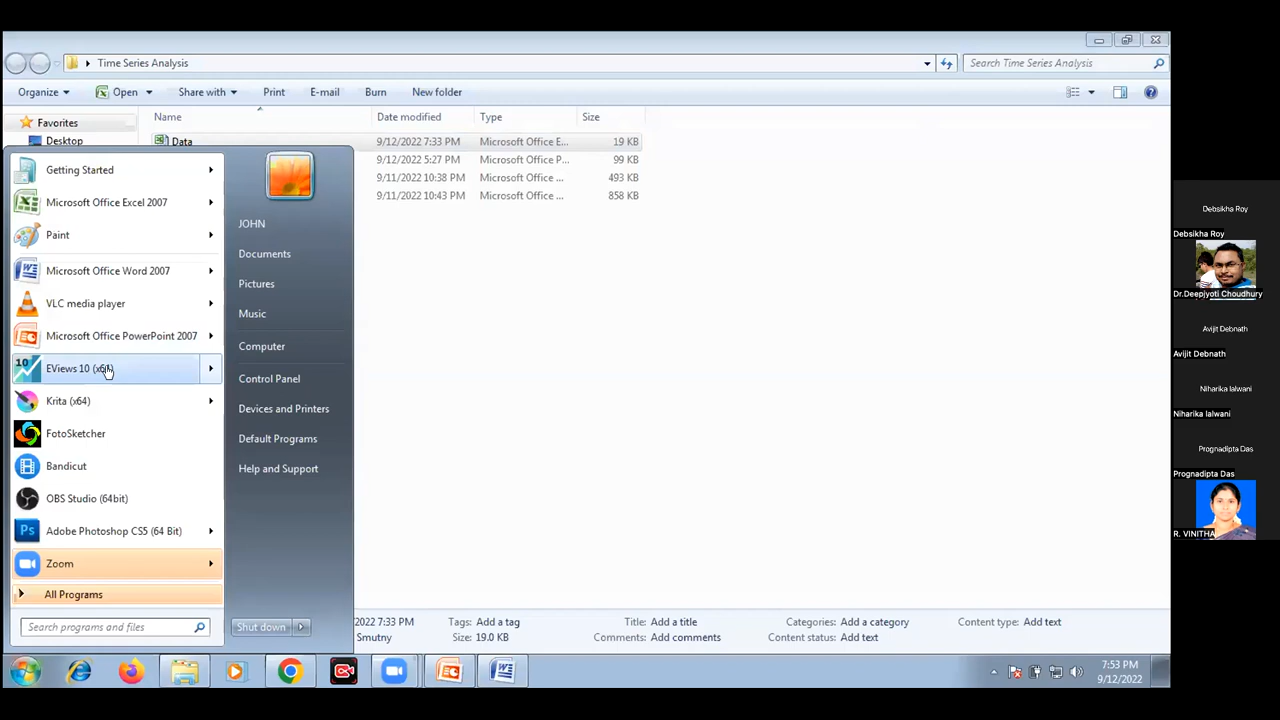 Time Series Analysis
Search Time Series Analysis
Organize
Open
Share with
Print
E-mail
Burn
New folder
Favorites
Desktop
Name
Date modified
Type
Size
Data
9/12/2022 7:33 PM
Microsoft Office E...
19 KB
9/12/2022 5:27 PM
Microsoft Office P...
99 KB
9/11/2022 10:38 PM
Microsoft Office ...
493 KB
9/11/2022 10:43 PM
Microsoft Office ...
858 KB
Getting Started
Microsoft Office Excel 2007
Paint
Microsoft Office Word 2007
VLC media player
Microsoft Office PowerPoint 2007
10
EViews 10 (x64)
Krita (x64)
FotoSketcher
Bandicut
OBS Studio (64bit)
Ps
Adobe Photoshop CS5 (64 Bit)
Zoom
All Programs
Search programs and files
JOHN
Documents
Pictures
Music
Computer
Control Panel
Devices and Printers
Default Programs
Help and Support
Shut down
2022 7:33 PM
Smutny
Tags: Add a tag
Size: 19.0 KB
Title: Add a title
Comments: Add comments
Categories: Add a category
Content status: Add text
Content type: Add text
7:53 PM
9/12/2022
Debsikha Roy
Debsikha Roy
Dr.Deepjyoti Choudhury
Avijit Debnath
Avijit Debnath
Niharika lalwani
Niharika lalwani
Prognadipta Das
Prognadipta Das
R. VINITHA